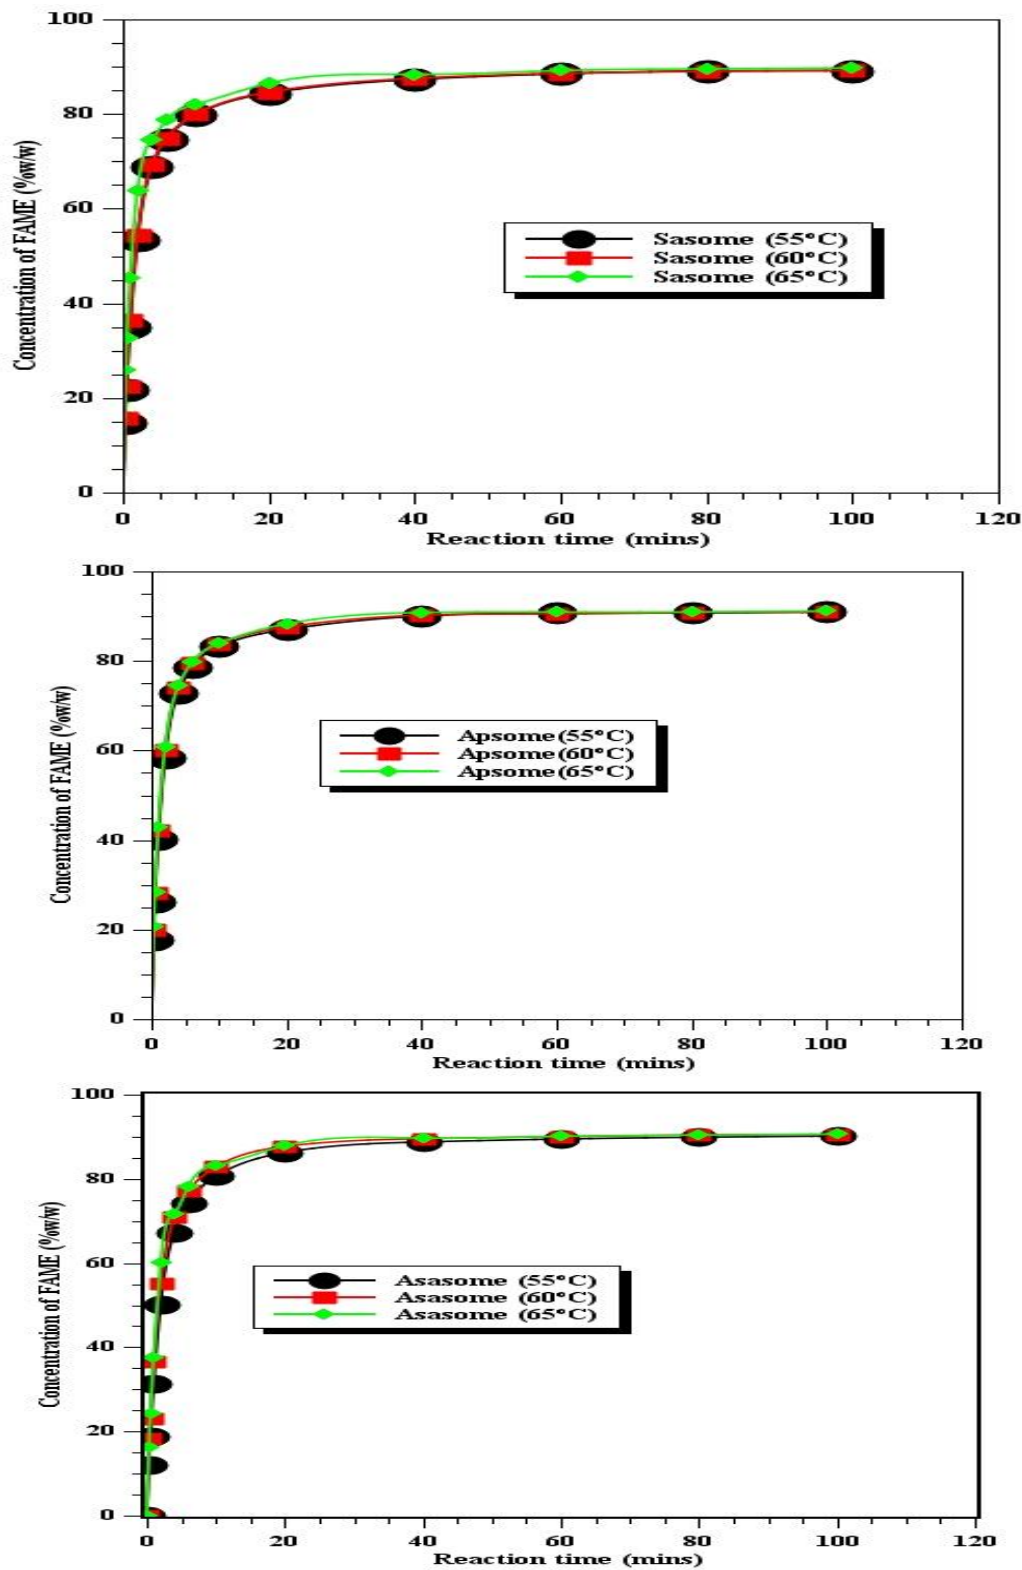 100
80
60
40
20
0
Concentration of FAME (%w/w)
Sasome (55°C)
Sasome (60°C)
Sasome (65°C)
0 20 40 60 80 100 120
Reaction time (mins)
100
80
60
40
20
0
Concentration of FAME (%w/w)
Apsome(55°C)
Apsome(60°C)
Apsome(65°C)
0 20 40 60 80 100 120
Reaction time (mins)
100
80
60
40
20
0
Concentration of FAME (%w/w)
Asasome (55°C)
Asasome (60°C)
Asasome (65°C)
0 20 40 60 80 100 120
Reaction time (mins)